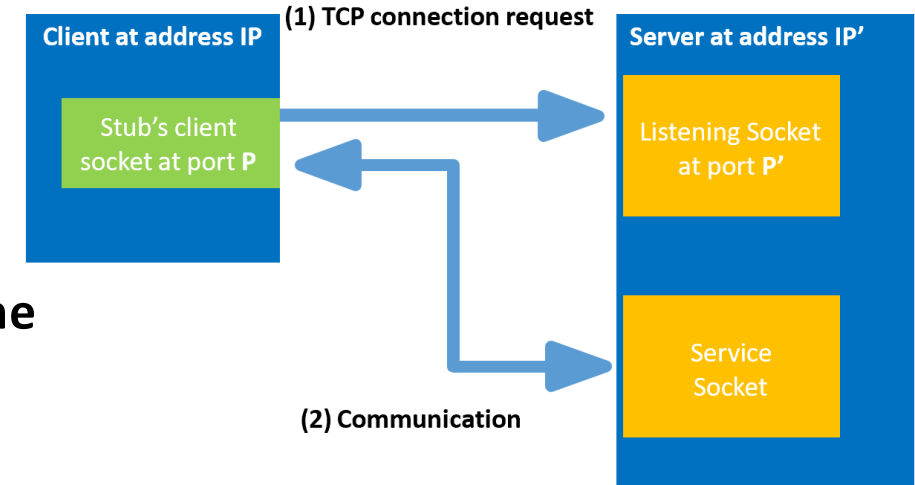 (1) TCP connection request
Client at address IP
Server at address IP’
Stub’s client
socket at port P
Listening Socket
at port P’
ne
Service
Socket
(2) Communication